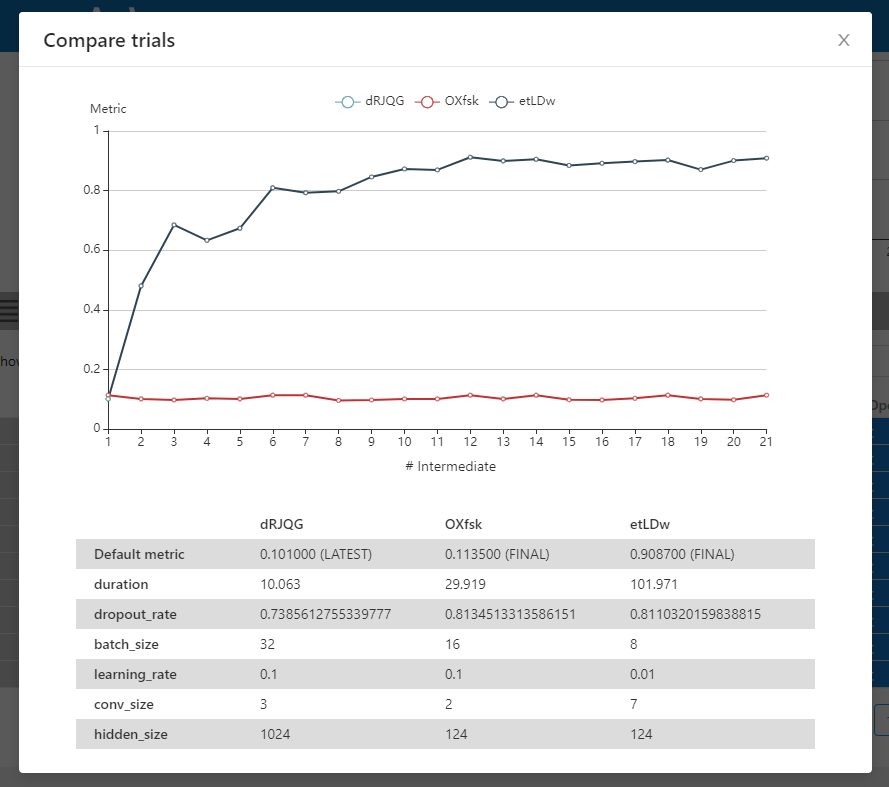 Compare trials
X
dRJQG OXfsk etLDw
Metric
1
0.8
0.6
0.4
0.2
0
1 2 3 4 5 6 7 8 9 10 11 12 13 14 15 16 17 18 19 20 21
# Intermediate
dRJQG OXfsk etLDw
Default metric 0.101000 (LATEST) 0.113500 (FINAL) 0.908700 (FINAL)
duration 10.063 29.919 101.971
dropout_rate 0.7385612755339777 0.8134513313586151 0.8110320159838815
batch_size 32 16 8
learning_rate 0.1 0.1 0.01
conv_size 3 2 7
hidden_size 1024 124 124